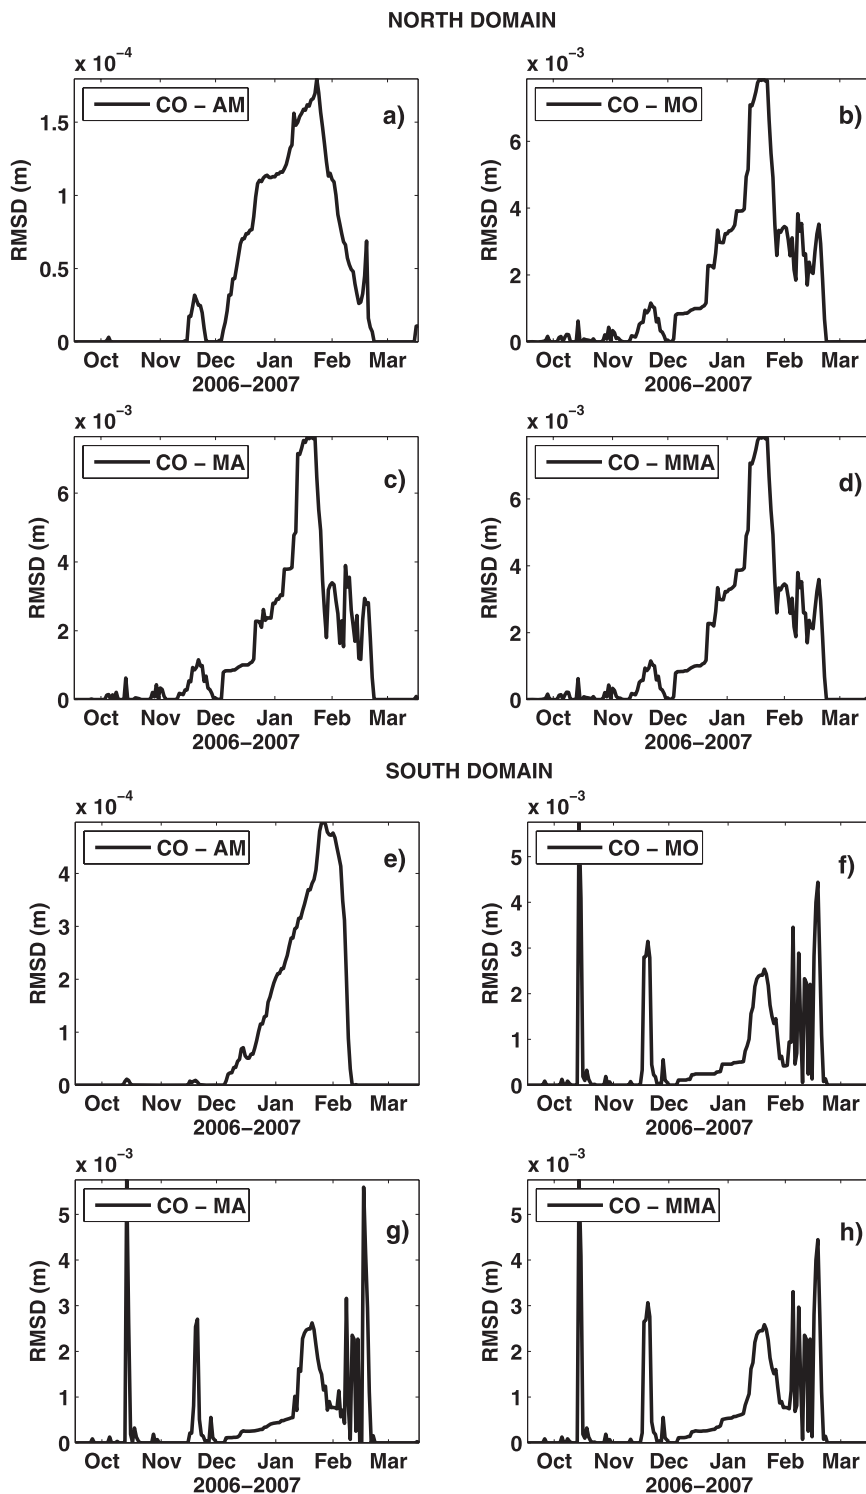 NORTH DOMAIN
x 10⁻⁴
CO – AM
a)
1.5
1
0.5
0
RMSD (m)
Oct Nov Dec Jan Feb Mar
2006–2007
x 10⁻³
CO – MO
b)
6
4
2
0
RMSD (m)
Oct Nov Dec Jan Feb Mar
2006–2007
x 10⁻³
CO – MA
c)
6
4
2
0
RMSD (m)
Oct Nov Dec Jan Feb Mar
2006–2007
x 10⁻³
CO – MMA
d)
6
4
2
0
RMSD (m)
Oct Nov Dec Jan Feb Mar
2006–2007
SOUTH DOMAIN
x 10⁻⁴
CO – AM
e)
4
3
2
1
0
RMSD (m)
Oct Nov Dec Jan Feb Mar
2006–2007
x 10⁻³
CO – MO
f)
5
4
3
2
1
0
RMSD (m)
Oct Nov Dec Jan Feb Mar
2006–2007
x 10⁻³
CO – MA
g)
5
4
3
2
1
0
RMSD (m)
Oct Nov Dec Jan Feb Mar
2006–2007
x 10⁻³
CO – MMA
h)
5
4
3
2
1
0
RMSD (m)
Oct Nov Dec Jan Feb Mar
2006–2007